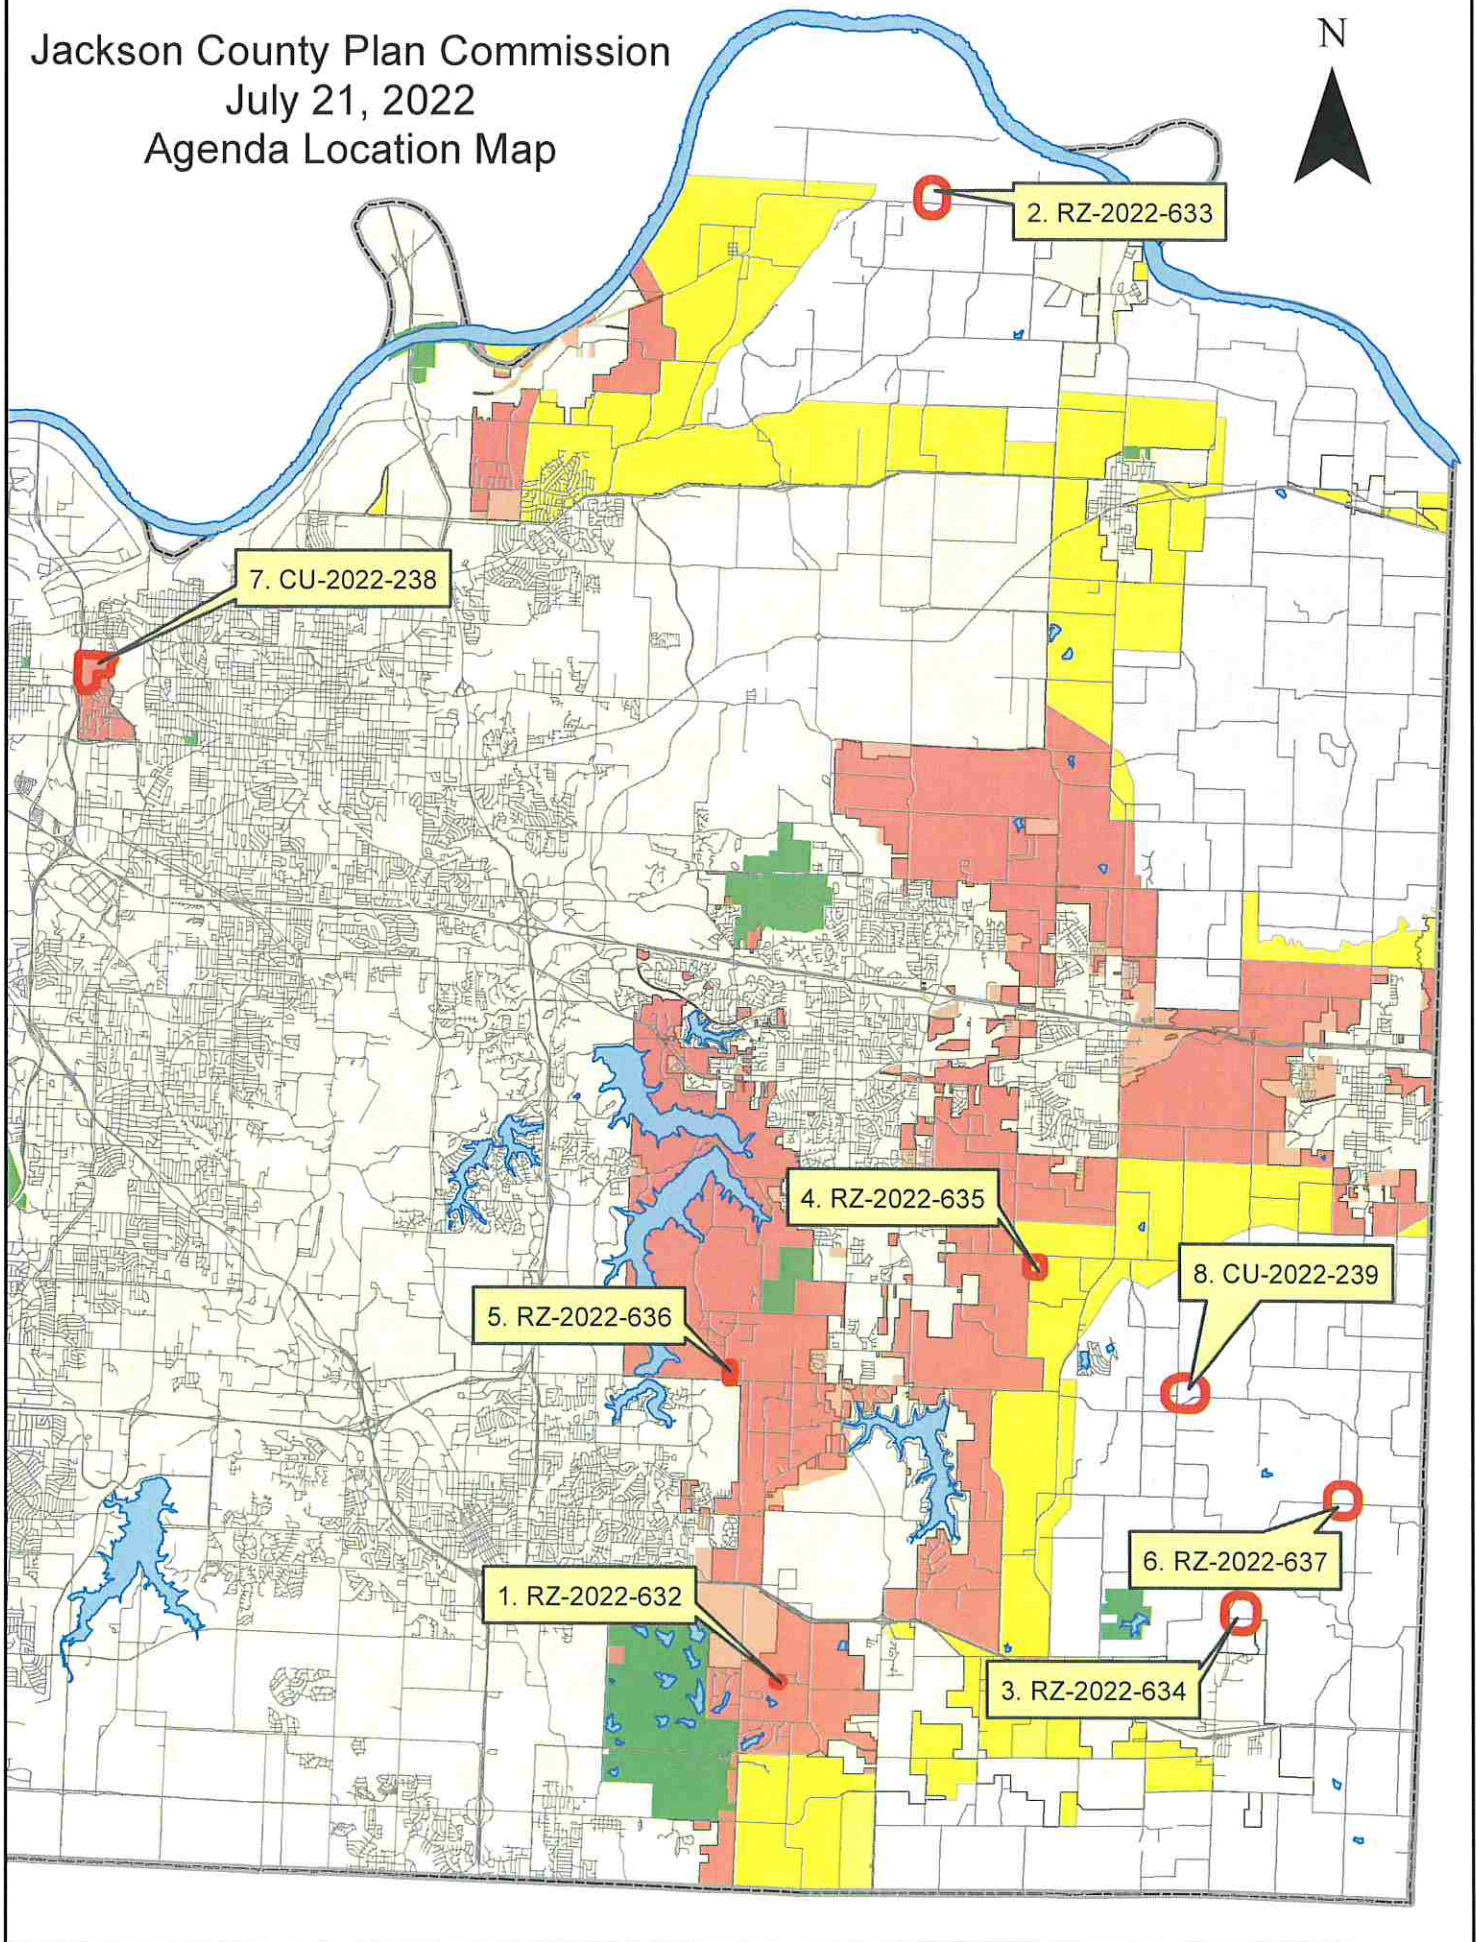 Jackson County Plan Commission
July 21, 2022
Agenda Location Map
N
2. RZ-2022-633
7. CU-2022-238
4. RZ-2022-635
8. CU-2022-239
5. RZ-2022-636
6. RZ-2022-637
1. RZ-2022-632
3. RZ-2022-634